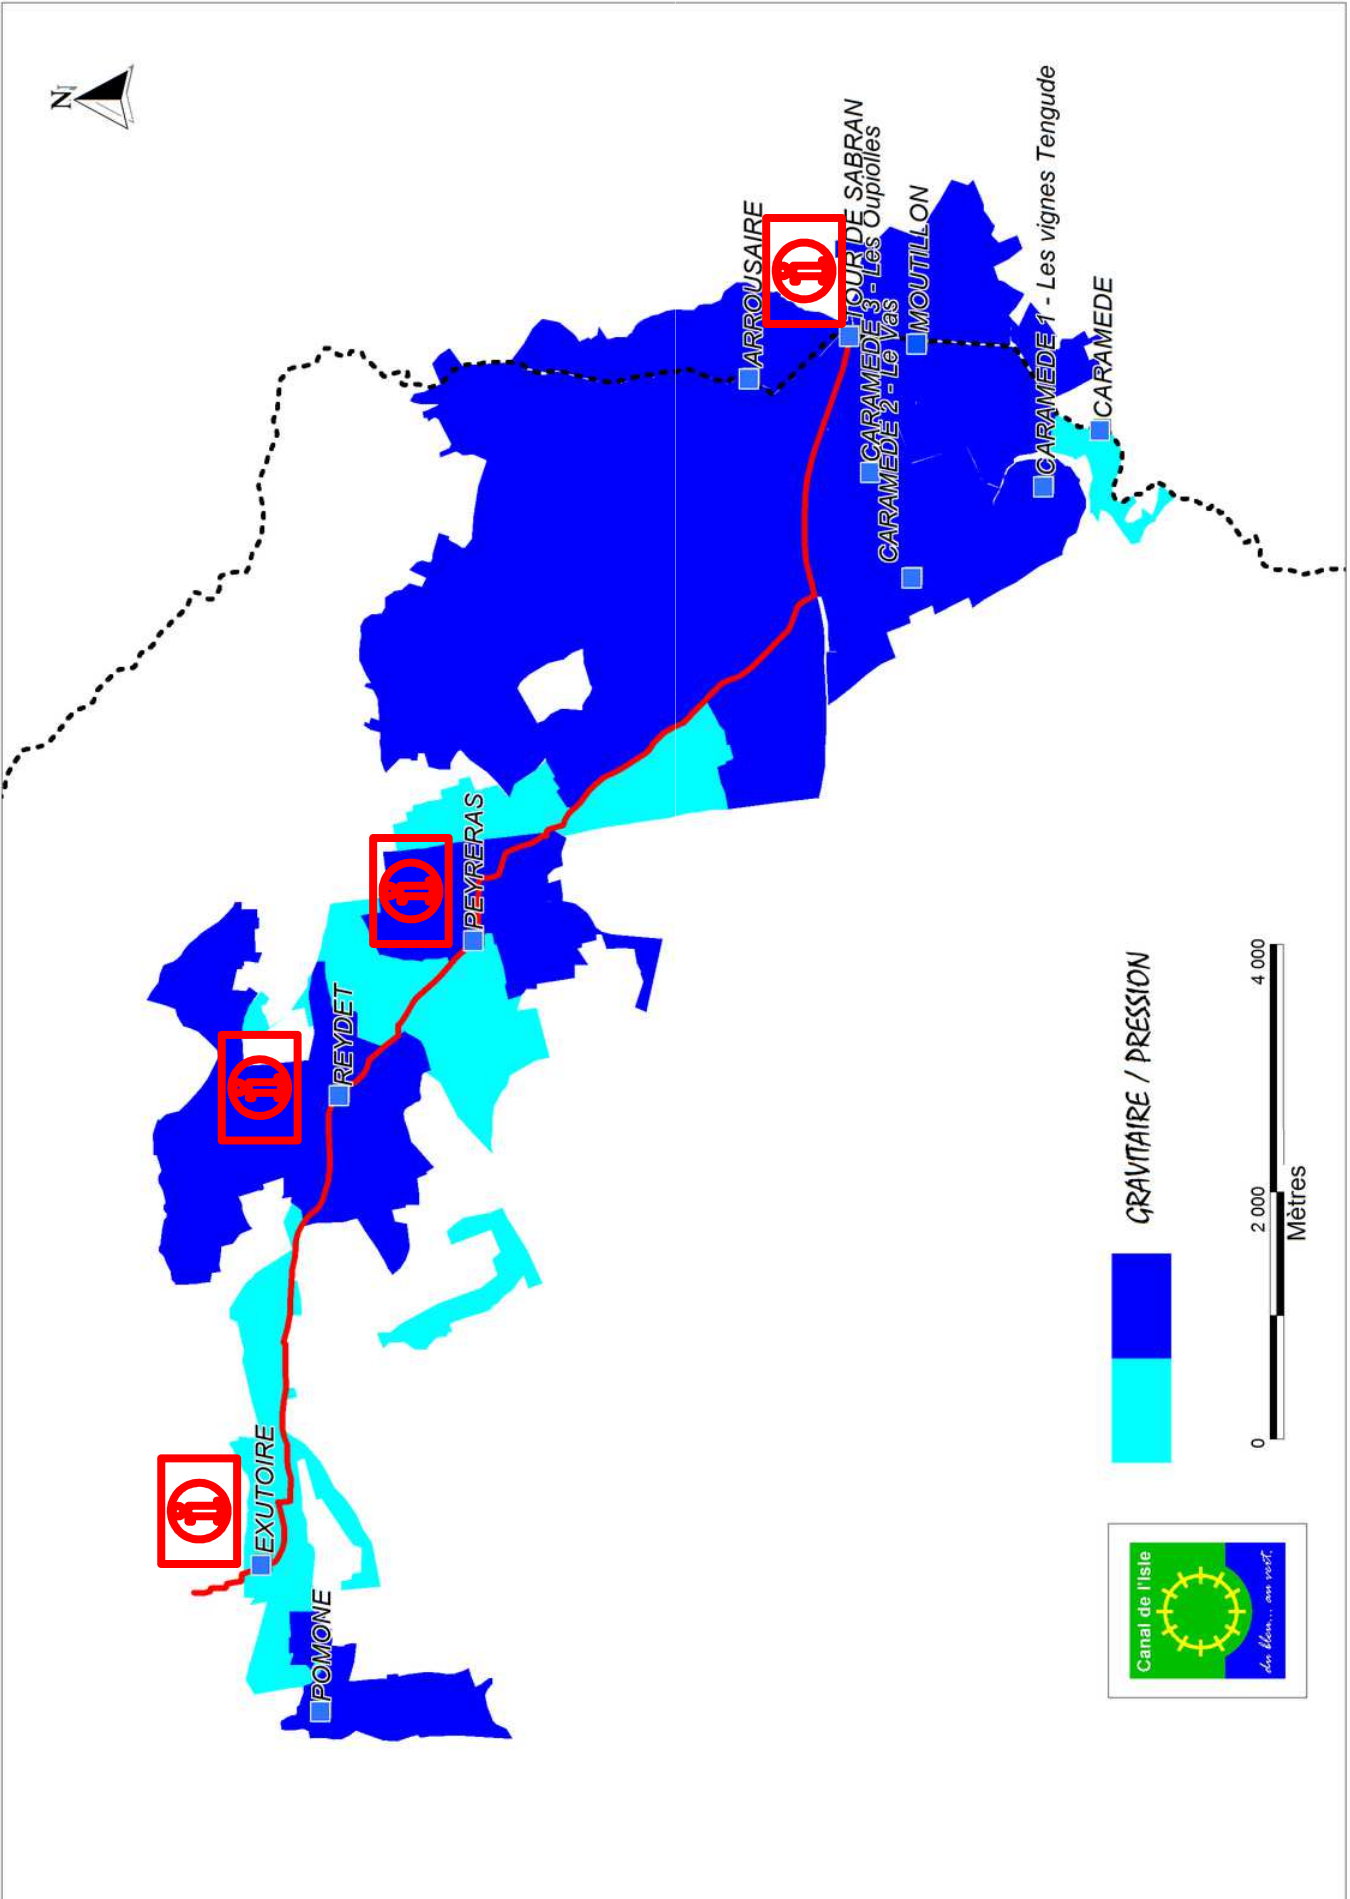 N
ARROUSAIRE
TOUR DE SABRAN
CARAMEDE 3 - Les Oupiolles
CARAMEDE 2 - Le Vas
MOUTILLON
CARAMEDE 1 - Les vignes Tengude
CARAMEDE
PEYRERAS
REYDET
EXUTOIRE
POMONE
GRAVITAIRE / PRESSION
0 2 000 4 000
Mètres
Canal de l'Isle
du bleu... au vert.